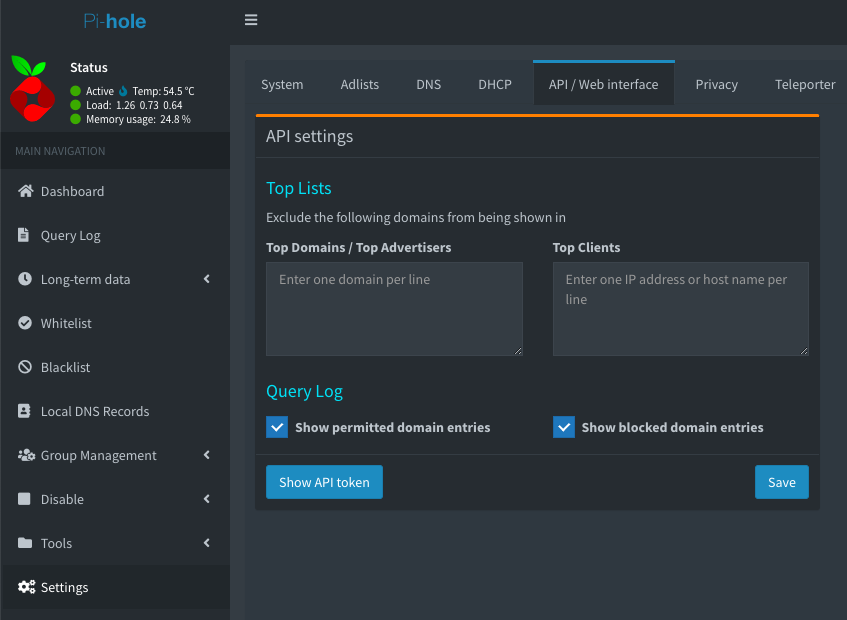 Pi-hole
Status
Active Temp: 54.5 °C
Load: 1.26 0.73 0.64
Memory usage: 24.8 %
MAIN NAVIGATION
Dashboard
Query Log
Long-term data
Whitelist
Blacklist
Local DNS Records
Group Management
Disable
Tools
Settings
System Adlists DNS DHCP API / Web interface Privacy Teleporter
API settings
Top Lists
Exclude the following domains from being shown in
Top Domains / Top Advertisers
Enter one domain per line
Top Clients
Enter one IP address or host name per
line
Query Log
Show permitted domain entries
Show blocked domain entries
Show API token
Save